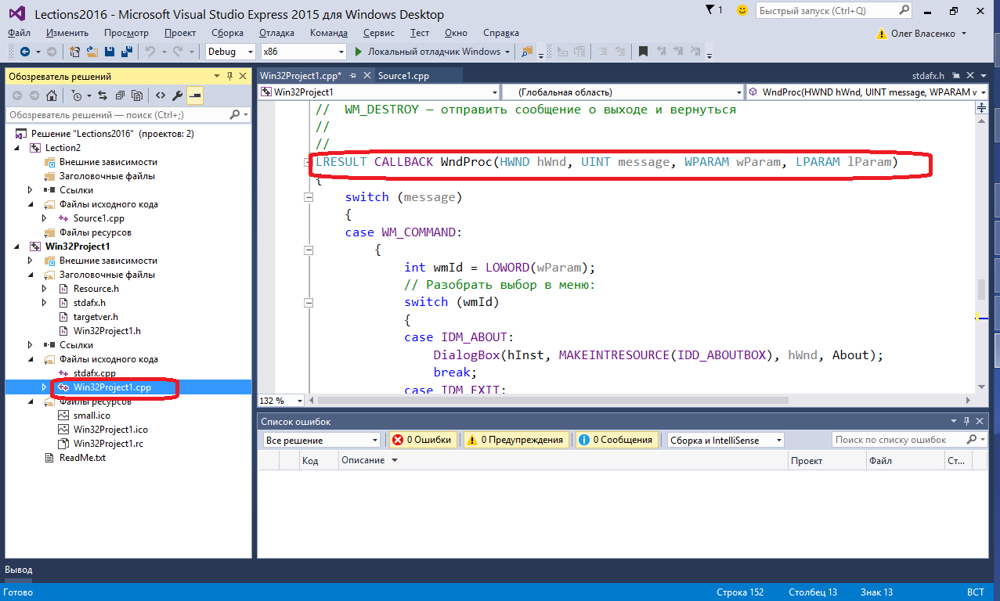 Lections2016 - Microsoft Visual Studio Express 2015 для Windows Desktop
1
Быстрый запуск (Ctrl+Q)
Файл Изменить Просмотр Проект Сборка Отладка Команда Сервис Тест Окно Справка
Олег Власенко
Debug x86 Локальный отладчик Windows
Обозреватель решений
Обозреватель решений — поиск (Ctrl+;)
Решение "Lections2016" (проектов: 2)
Lection2
Внешние зависимости
Заголовочные файлы
Ссылки
Файлы исходного кода
Source1.cpp
Файлы ресурсов
Win32Project1
Внешние зависимости
Заголовочные файлы
Resource.h
stdafx.h
targetver.h
Win32Project1.h
Ссылки
Файлы исходного кода
stdafx.cpp
Win32Project1.cpp
Файлы ресурсов
small.ico
Win32Project1.ico
Win32Project1.rc
ReadMe.txt
Win32Project1.cpp* Source1.cpp stdafx.h
Win32Project1 (Глобальная область) WndProc(HWND hWnd, UINT message, WPARAM w
// WM_DESTROY — отправить сообщение о выходе и вернуться
//
//
LRESULT CALLBACK WndProc(HWND hWnd, UINT message, WPARAM wParam, LPARAM lParam)
{
switch (message)
{
case WM_COMMAND:
{
int wmId = LOWORD(wParam);
// Разобрать выбор в меню:
switch (wmId)
{
case IDM_ABOUT:
DialogBox(hInst, MAKEINTRESOURCE(IDD_ABOUTBOX), hWnd, About);
break;
case IDM_EXIT:
132 %
Список ошибок
Все решение 0 Ошибки 0 Предупреждения 0 Сообщения Сборка и IntelliSense Поиск по списку ошибок
Код Описание Проект Файл Ст...
Вывод
Готово Строка 152 Столбец 13 Знак 13 ВСТ